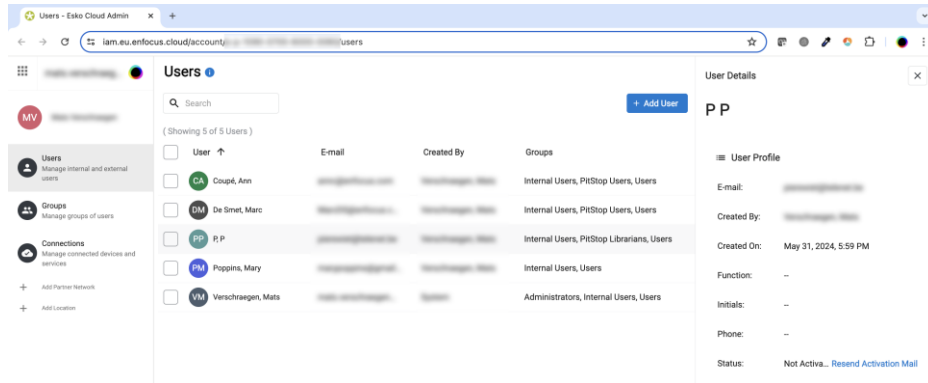 Users - Esko Cloud Admin
iam.eu.enfocus.cloud/account/ users
Users
Manage internal and external
users
Groups
Manage groups of users
Connections
Manage connected devices and
services
Add Partner Network
Add Location
MV
Users
Search
+ Add User
( Showing 5 of 5 Users )
User E-mail Created By Groups
CA Coupé, Ann Internal Users, PitStop Users, Users
DM De Smet, Marc Internal Users, PitStop Users, Users
PP P, P Internal Users, PitStop Librarians, Users
PM Poppins, Mary Internal Users, Users
VM Verschraegen, Mats Administrators, Internal Users, Users
User Details
P P
User Profile
E-mail:
Created By:
Created On: May 31, 2024, 5:59 PM
Function: --
Initials: --
Phone: --
Status: Not Activa... Resend Activation Mail